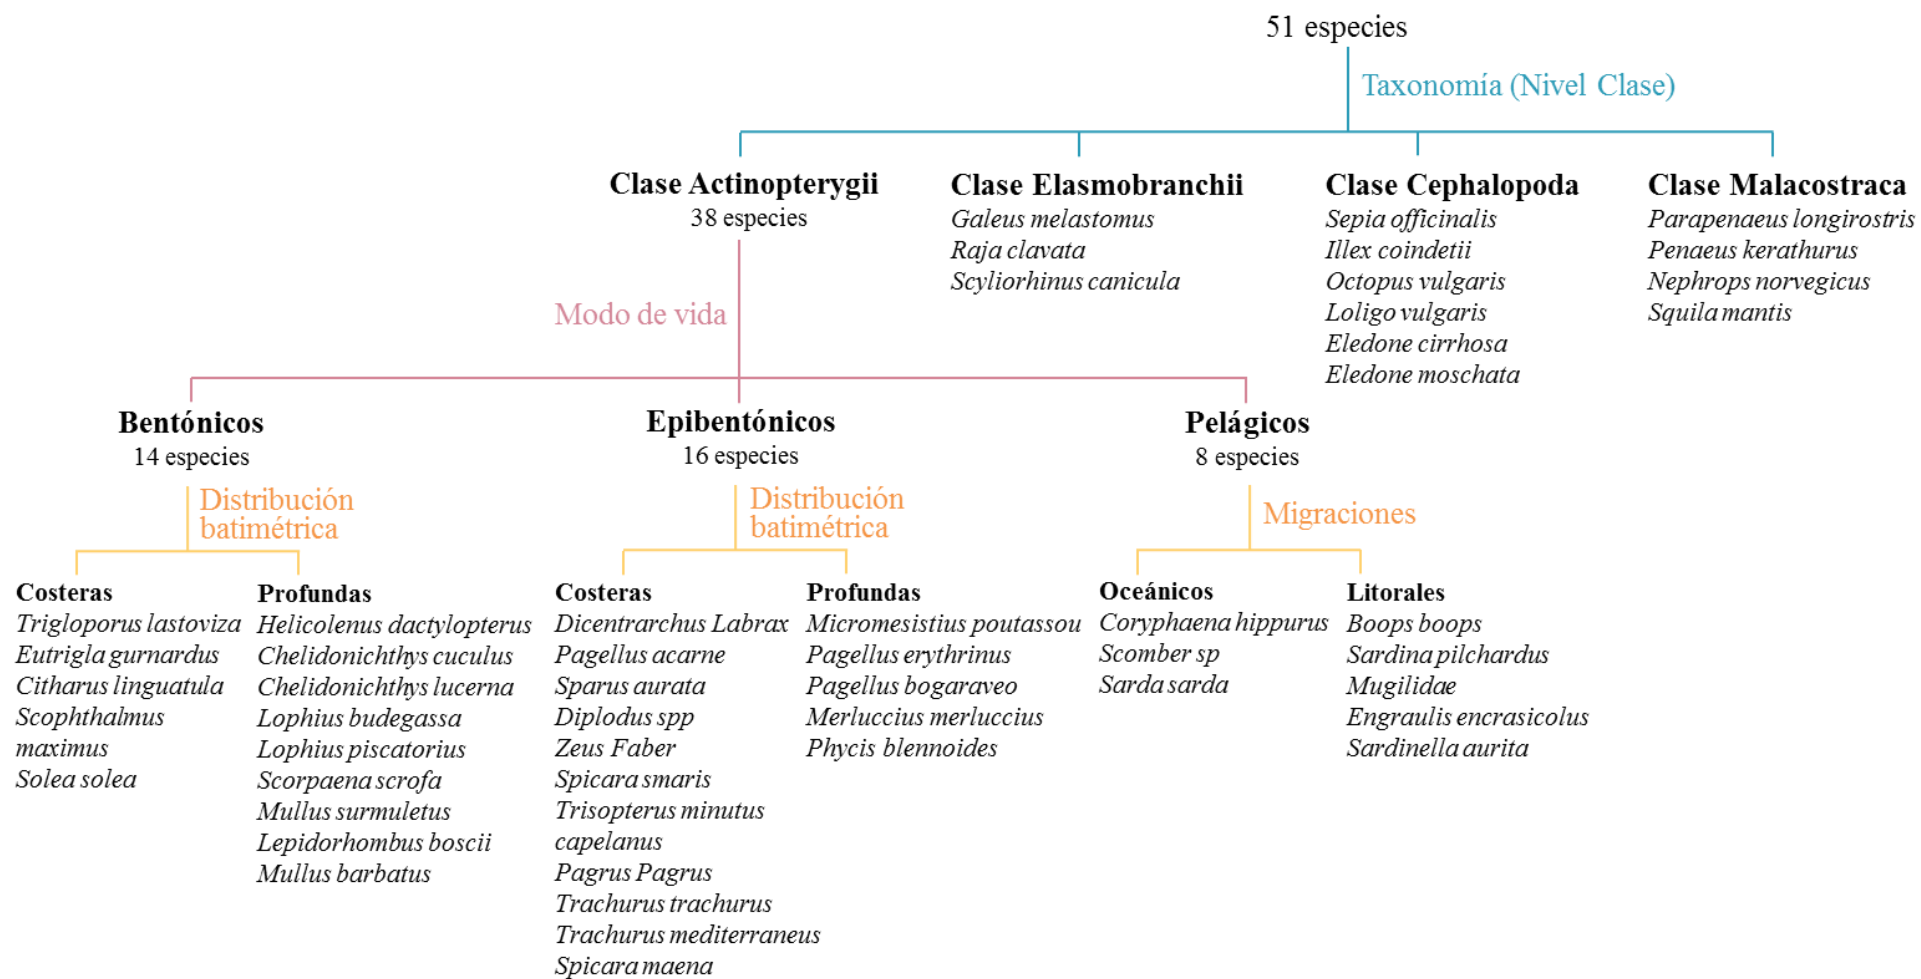 51 especies
Taxonomía (Nivel Clase)
Clase Actinopterygii
38 especies
Clase Elasmobranchii
Galeus melastomus
Raja clavata
Scyliorhinus canicula
Clase Cephalopoda
Sepia officinalis
Illex coindetii
Octopus vulgaris
Loligo vulgaris
Eledone cirrhosa
Eledone moschata
Clase Malacostraca
Parapenaeus longirostris
Penaeus kerathurus
Nephrops norvegicus
Squila mantis
Modo de vida
Bentónicos
14 especies
Distribución
batimétrica
Costeras
Trigloporus lastoviza
Eutrigla gurnardus
Citharus linguatula
Scophthalmus
maximus
Solea solea
Profundas
Helicolenus dactylopterus
Chelidonichthys cuculus
Chelidonichthys lucerna
Lophius budegassa
Lophius piscatorius
Scorpaena scrofa
Mullus surmuletus
Lepidorhombus boscii
Mullus barbatus
Epibentónicos
16 especies
Distribución
batimétrica
Costeras
Dicentrarchus Labrax
Pagellus acarne
Sparus aurata
Diplodus spp
Zeus Faber
Spicara smaris
Trisopterus minutus
capelanus
Pagrus Pagrus
Trachurus trachurus
Trachurus mediterraneus
Spicara maena
Profundas
Micromesistius poutassou
Pagellus erythrinus
Pagellus bogaraveo
Merluccius merluccius
Phycis blennoides
Pelágicos
8 especies
Migraciones
Oceánicos
Coryphaena hippurus
Scomber sp
Sarda sarda
Litorales
Boops boops
Sardina pilchardus
Mugilidae
Engraulis encrasicolus
Sardinella aurita